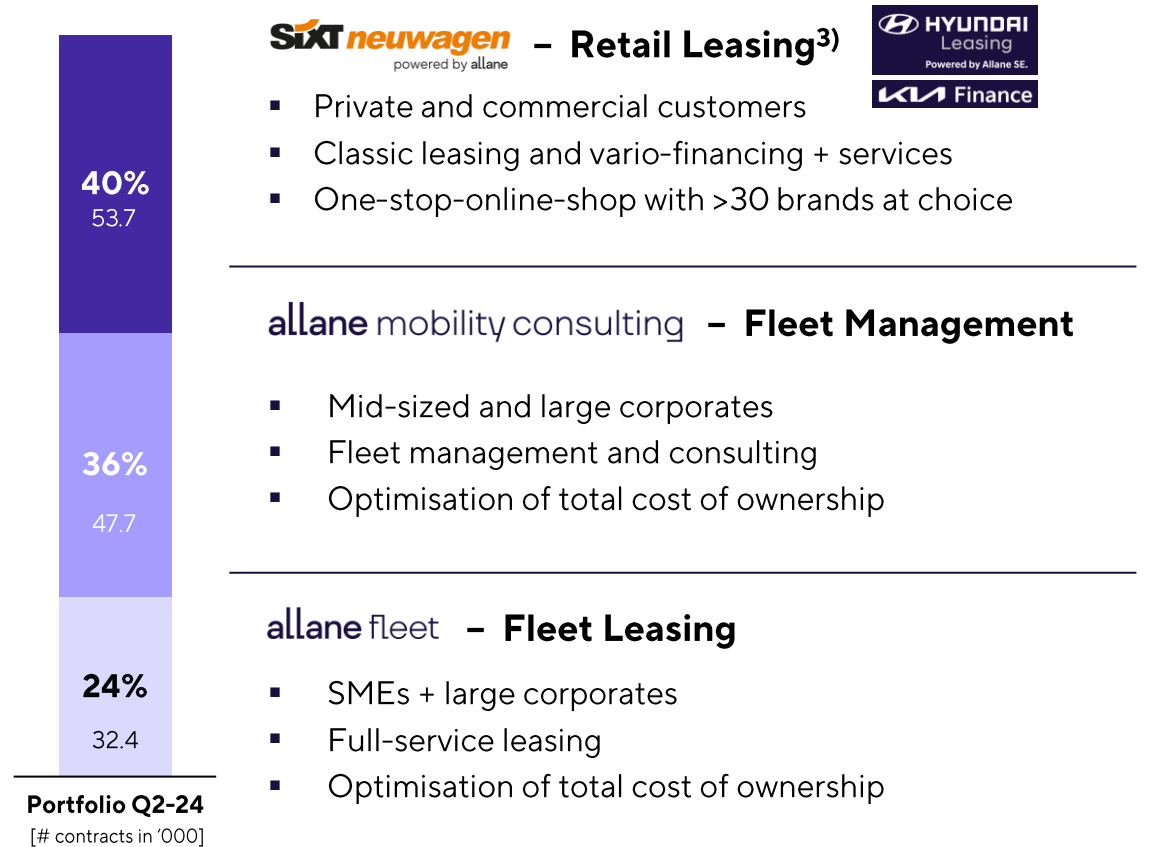 SIXT neuwagen – Retail Leasing³⁾
powered by allane
HYUNDAI
Leasing
Powered by Allane SE.
KIA Finance
▪ Private and commercial customers
▪ Classic leasing and vario-financing + services
▪ One-stop-online-shop with >30 brands at choice
40%
53.7
allane mobility consulting – Fleet Management
▪ Mid-sized and large corporates
▪ Fleet management and consulting
▪ Optimisation of total cost of ownership
36%
47.7
allane fleet – Fleet Leasing
▪ SMEs + large corporates
▪ Full-service leasing
▪ Optimisation of total cost of ownership
24%
32.4
Portfolio Q2-24
[# contracts in ‘000]